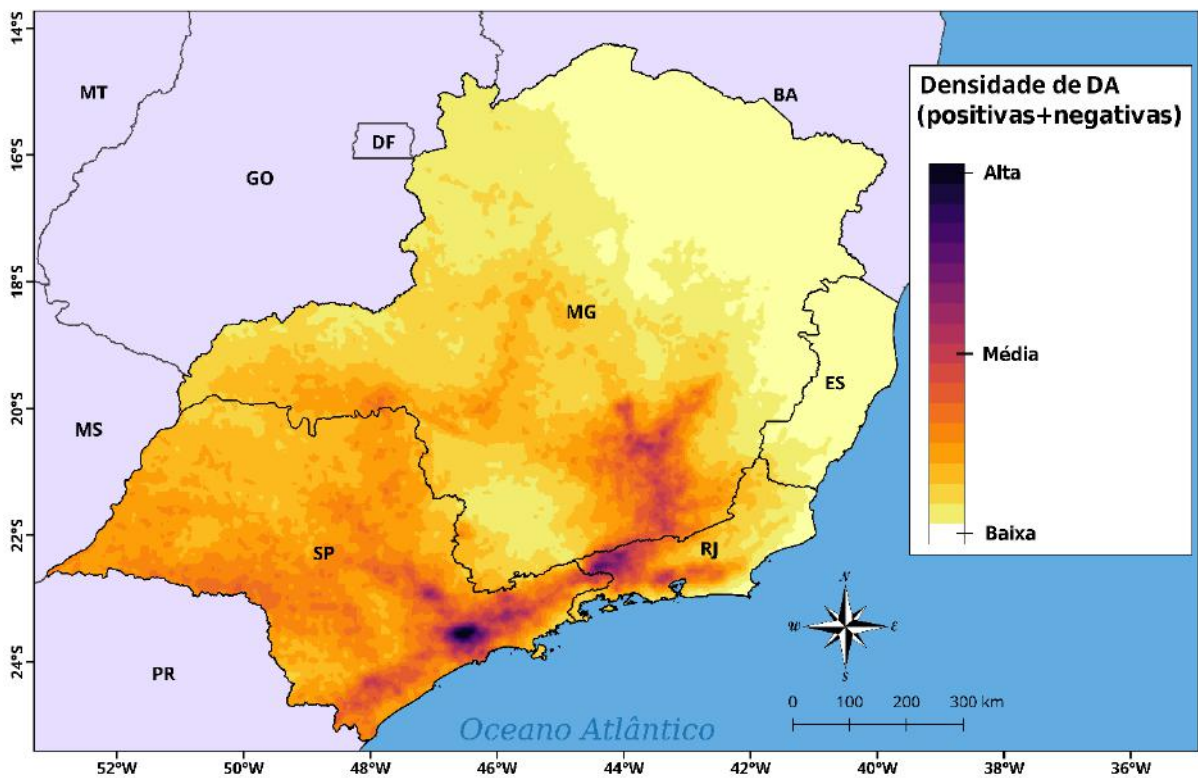 14°S
16°S
18°S
20°S
22°S
24°S
MT
DF
GO
BA
MG
ES
MS
SP
RJ
PR
Densidade de DA
(positivas+negativas)
Alta
Média
Baixa
N
W
E
S
0 100 200 300 km
Oceano Atlântico
52°W 50°W 48°W 46°W 44°W 42°W 40°W 38°W 36°W